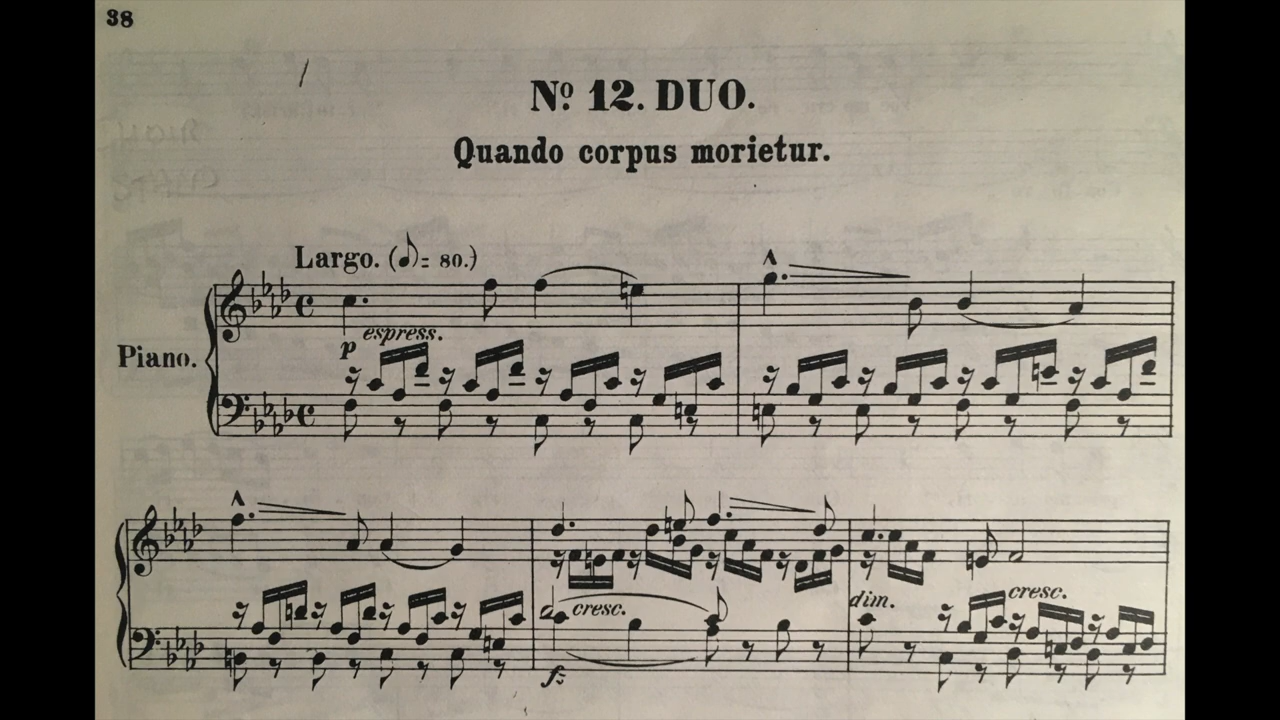 38
Nº 12. DUO.
Quando corpus morietur.
Largo. (♪= 80.)
Piano.
p espress.
cresc.
f
dim.
cresc.